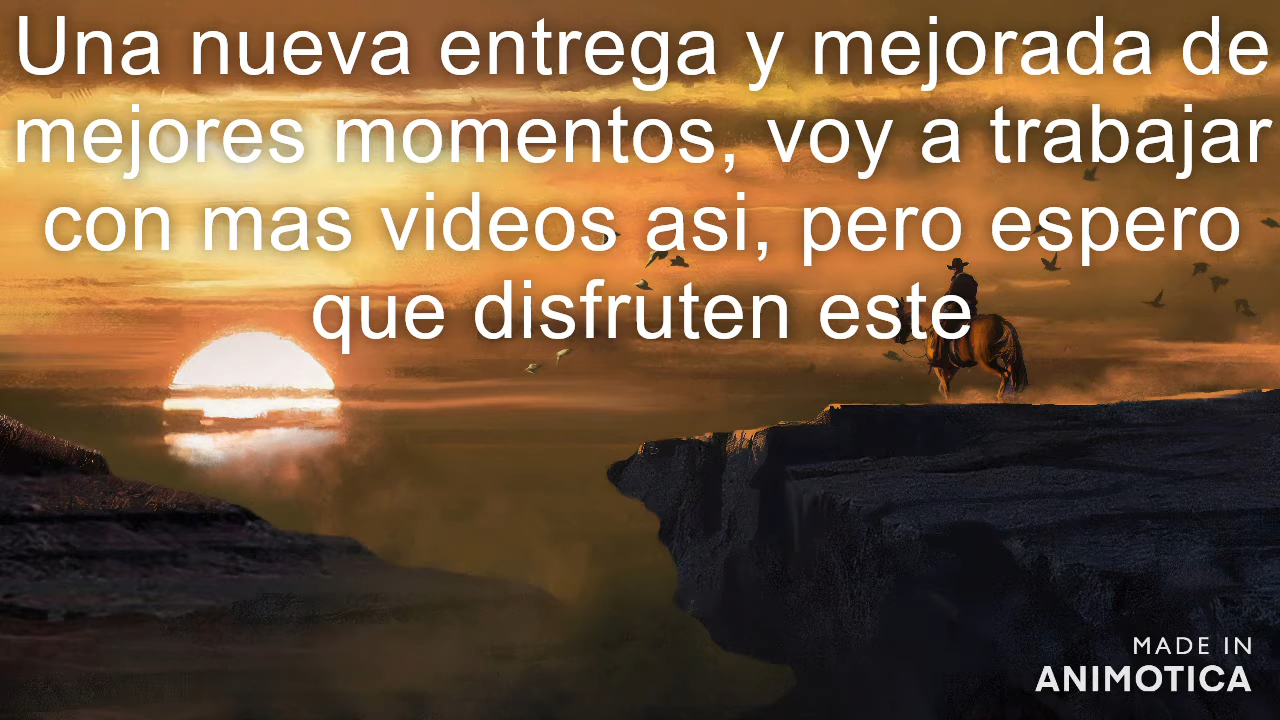 Una nueva entrega y mejorada de
mejores momentos, voy a trabajar
con mas videos asi, pero espero
que disfruten este
MADE IN
ANIMOTICA